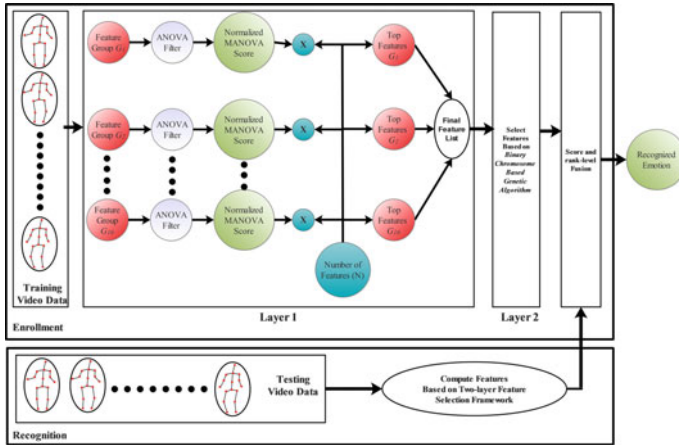 Feature
Group G1
ANOVA
Filter
Normalized
MANOVA
Score
X
Top
Features
G1
Feature
Group G2
ANOVA
Filter
Normalized
MANOVA
Score
X
Top
Features
G2
Final
Feature
List
Feature
Group G10
ANOVA
Filter
Normalized
MANOVA
Score
X
Top
Features
G10
Number of
Features (N)
Select
Features
Based on
Binary
Chromosome
Based
Genetic
Algorithm
Score and
rank-level
Fusion
Recognized
Emotion
Training
Video Data
Layer 1
Layer 2
Enrollment
Testing
Video Data
Compute Features
Based on Two-layer Feature
Selection Framework
Recognition